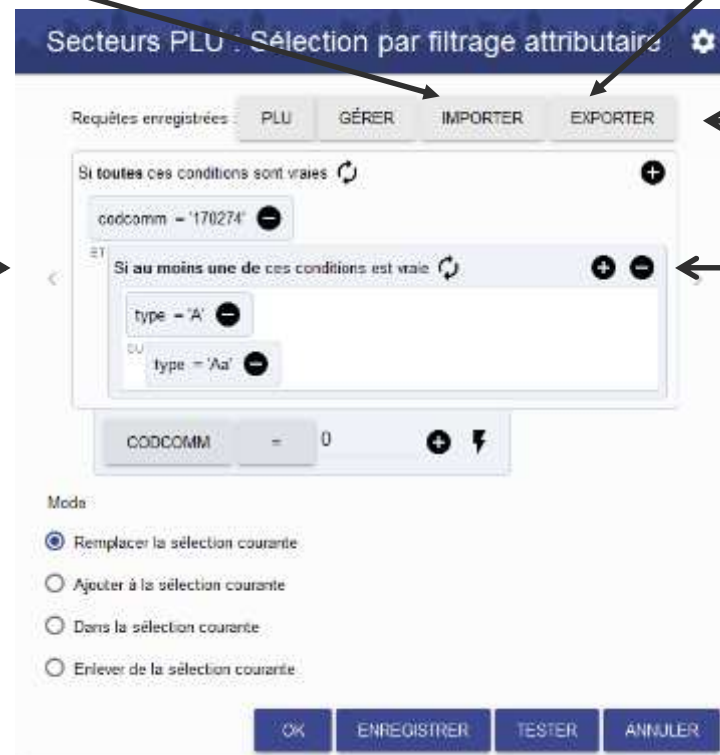 Secteurs PLU : Sélection par filtrage attributaire
Requêtes enregistrées : PLU GÉRER IMPORTER EXPORTER
Si toutes ces conditions sont vraies
codcomm = '170274'
ET
Si au moins une de ces conditions est vraie
type = 'A'
OU
type = 'Aa'
CODCOMM = 0
Mode
Remplacer la sélection courante
Ajouter à la sélection courante
Dans la sélection courante
Enlever de la sélection courante
OK ENREGISTRER TESTER ANNULER